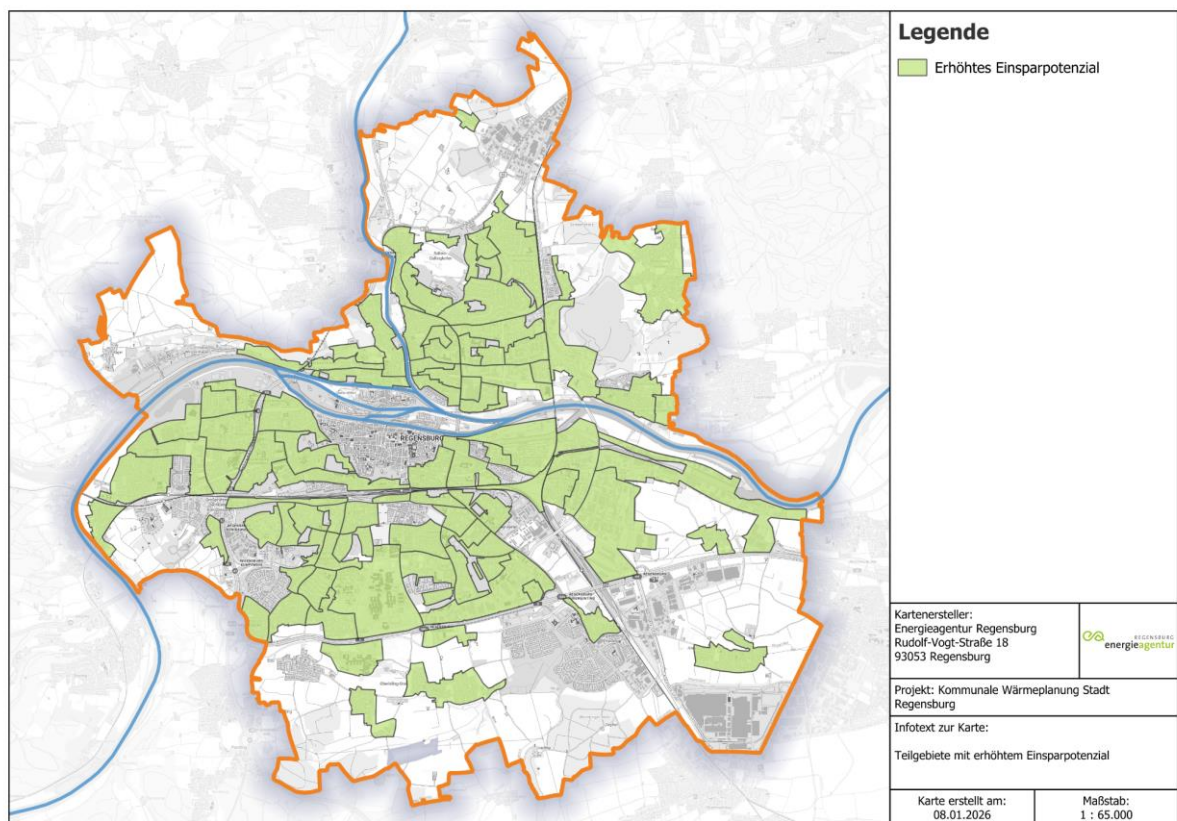 REGENSBURG
Legende
Erhöhtes Einsparpotenzial
Kartenersteller:
Energieagentur Regensburg
Rudolf-Vogt-Straße 18
93053 Regensburg
REGENSBURG
energieagentur
Projekt: Kommunale Wärmeplanung Stadt
Regensburg
Infotext zur Karte:
Teilgebiete mit erhöhtem Einsparpotenzial
Karte erstellt am:
08.01.2026
Maßstab:
1 : 65.000